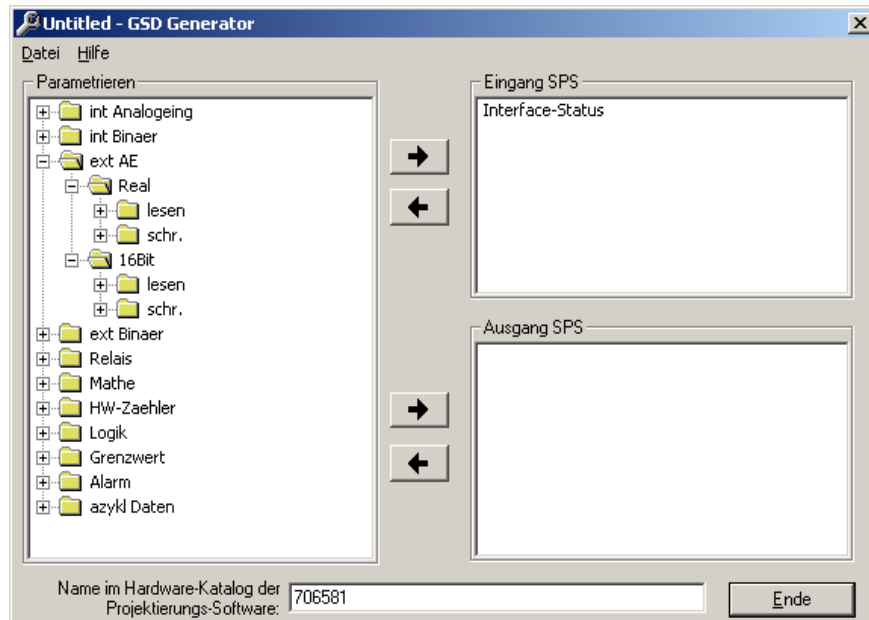 Untitled - GSD Generator
Datei Hilfe
Parametrieren
int Analogeing
int Binaer
ext AE
Real
lesen
schr.
16Bit
lesen
schr.
ext Binaer
Relais
Mathe
HW-Zaehler
Logik
Grenzwert
Alarm
azykl Daten
Eingang SPS
Interface-Status
Ausgang SPS
Name im Hardware-Katalog der
Projektierungs-Software:
706581
Ende